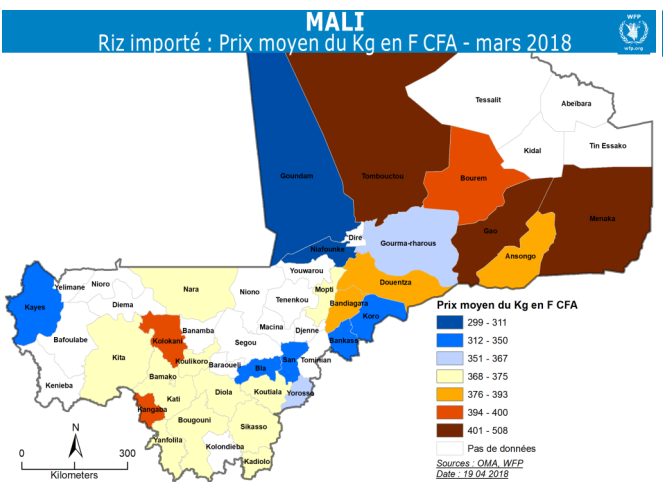 MALI
Riz importé : Prix moyen du Kg en F CFA - mars 2018
WFP
wfp.org
Tessalit
Abeïbara
Kidal
Tin Essako
Goundam
Tombouctou
Bourem
Menaka
Gao
Dire
Gourma-rharous
Niafounke
Ansongo
Youwarou
Douentza
Mopti
Yelimane
Nioro
Nara
Niono
Tenenkou
Bandiagara
Koro
Kayes
Diema
Banamba
Macina
Djenne
Bankass
Bafoulabe
Kolokani
Segou
Kita
Koulikoro
Baraoueli
San
Tominian
Bla
Bamako
Kenieba
Kati
Diola
Koutiala
Yorosso
Kangaba
Bougouni
Sikasso
Yanfolila
Kolondieba
Kadiolo
N
0
300
Kilometers
Prix moyen du Kg en F CFA
299 - 311
312 - 350
351 - 367
368 - 375
376 - 393
394 - 400
401 - 508
Pas de données
Sources : OMA, WFP
Date : 19 04 2018